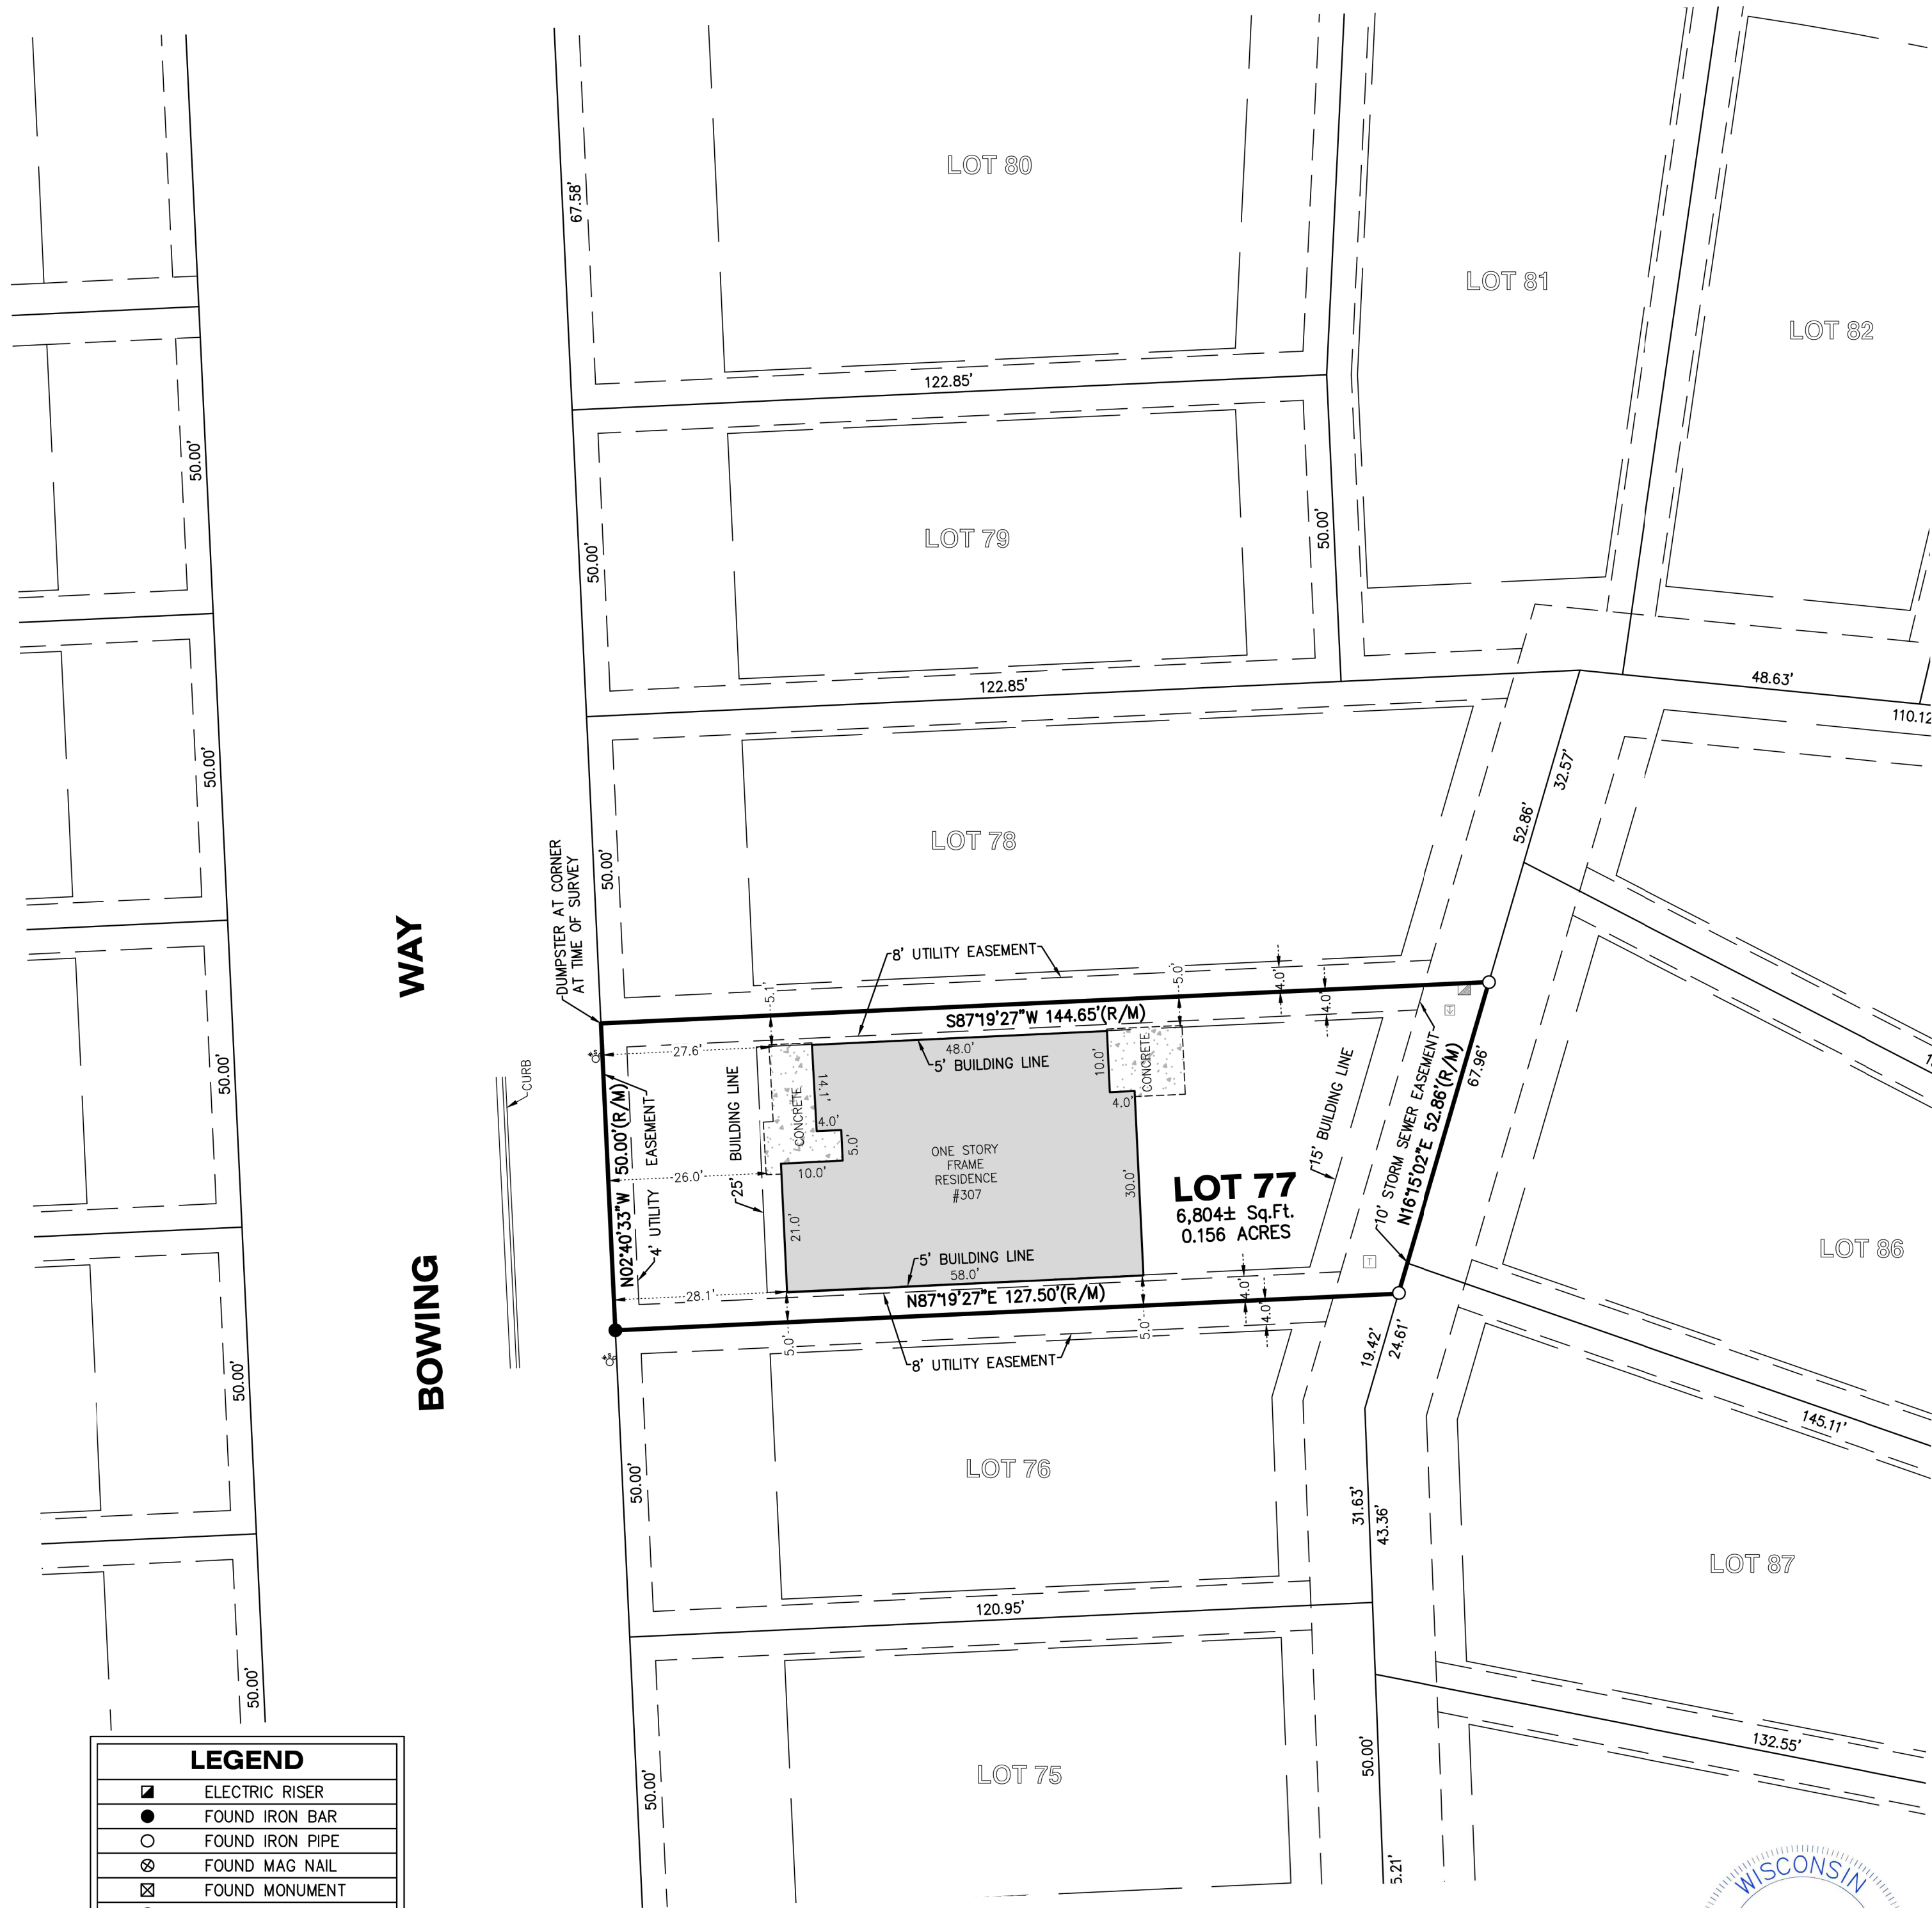 LOT 80
67.58'
LOT 81
LOT 82
122.85'
50.00'
LOT 79
50.00'
50.00'
122.85'
48.63'
110.12
50.00'
LOT 78
32.57'
52.86'
50.00'
DUMPSTER AT CORNER
AT TIME OF SURVEY
WAY
BOWING
8' UTILITY EASEMENT
5.1'
5.0'
4.0'
4.0'
S87°19'27"W 144.65'(R/M)
27.6'
48.0'
5' BUILDING LINE
10.0'
CONCRETE
4.0'
14.1'
CONCRETE
4.0'
5.0'
10.0'
26.0'
21.0'
28.1'
25' BUILDING LINE
4' UTILITY EASEMENT
N02°40'33"W 50.00'(R/M)
CURB
50.00'
ONE STORY
FRAME
RESIDENCE
#307
30.0'
LOT 77
6,804± Sq.Ft.
0.156 ACRES
15' BUILDING LINE
10' STORM SEWER EASEMENT
N16°15'02"E 52.86'(R/M)
67.96'
T
5' BUILDING LINE
58.0'
N87°19'27"E 127.50'(R/M)
5.0'
5.0'
4.0'
4.0'
8' UTILITY EASEMENT
LOT 86
19.42'
24.61'
50.00'
145.11'
50.00'
LOT 76
31.63'
43.36'
LOT 87
120.95'
50.00'
50.00'
LOT 75
50.00'
132.55'
5.21'
LEGEND
ELECTRIC RISER
FOUND IRON BAR
FOUND IRON PIPE
FOUND MAG NAIL
FOUND MONUMENT
WISCONSIN